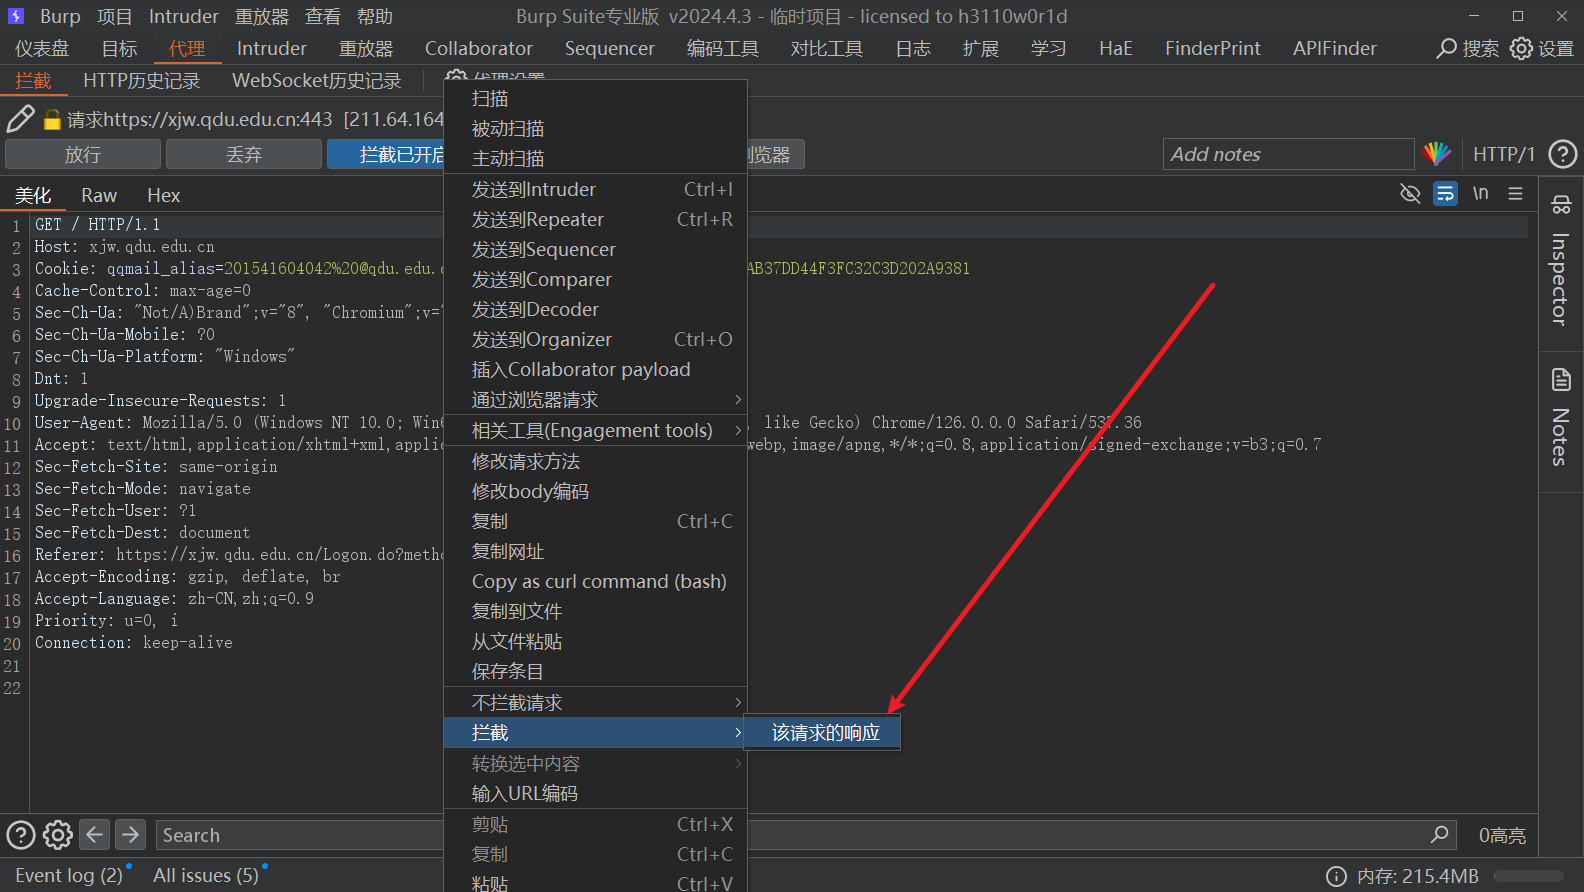 Burp 项目 Intruder 重放器 查看 帮助 Burp Suite专业版 v2024.4.3 - 临时项目 - licensed to h3110w0r1d
仪表盘 目标 代理 Intruder 重放器 Collaborator Sequencer 编码工具 对比工具 日志 扩展 学习 HaE FinderPrint APIFinder 搜索 设置
拦截 HTTP历史记录 WebSocket历史记录 代理设置
请求https://xjw.qdu.edu.cn:443 [211.64.164
放行 丢弃 拦截已开启 浏览器 Add notes HTTP/1
美化 Raw Hex \n
1 GET / HTTP/1.1
2 Host: xjw.qdu.edu.cn
3 Cookie: qqmail_alias=201541604042%20@qdu.edu.c AB37DD44F3FC32C3D202A9381
4 Cache-Control: max-age=0
5 Sec-Ch-Ua: "Not/A)Brand";v="8", "Chromium";v="
6 Sec-Ch-Ua-Mobile: ?0
7 Sec-Ch-Ua-Platform: "Windows"
8 Dnt: 1
9 Upgrade-Insecure-Requests: 1
10 User-Agent: Mozilla/5.0 (Windows NT 10.0; Win6 , like Gecko) Chrome/126.0.0.0 Safari/537.36
11 Accept: text/html,application/xhtml+xml,applic webp,image/apng,*/*;q=0.8,application/signed-exchange;v=b3;q=0.7
12 Sec-Fetch-Site: same-origin
13 Sec-Fetch-Mode: navigate
14 Sec-Fetch-User: ?1
15 Sec-Fetch-Dest: document
16 Referer: https://xjw.qdu.edu.cn/Logon.do?metho
17 Accept-Encoding: gzip, deflate, br
18 Accept-Language: zh-CN,zh;q=0.9
19 Priority: u=0, i
20 Connection: keep-alive
21
22
扫描
被动扫描
主动扫描
发送到Intruder Ctrl+I
发送到Repeater Ctrl+R
发送到Sequencer
发送到Comparer
发送到Decoder
发送到Organizer Ctrl+O
插入Collaborator payload
通过浏览器请求
相关工具(Engagement tools)
修改请求方法
修改body编码
复制 Ctrl+C
复制网址
Copy as curl command (bash)
复制到文件
从文件粘贴
保存条目
不拦截请求
拦截 该请求的响应
转换选中内容
输入URL编码
剪贴 Ctrl+X
复制 Ctrl+C
粘贴 Ctrl+V
Inspector
Notes
Search 0高亮
Event log (2) All issues (5) 内存: 215.4MB